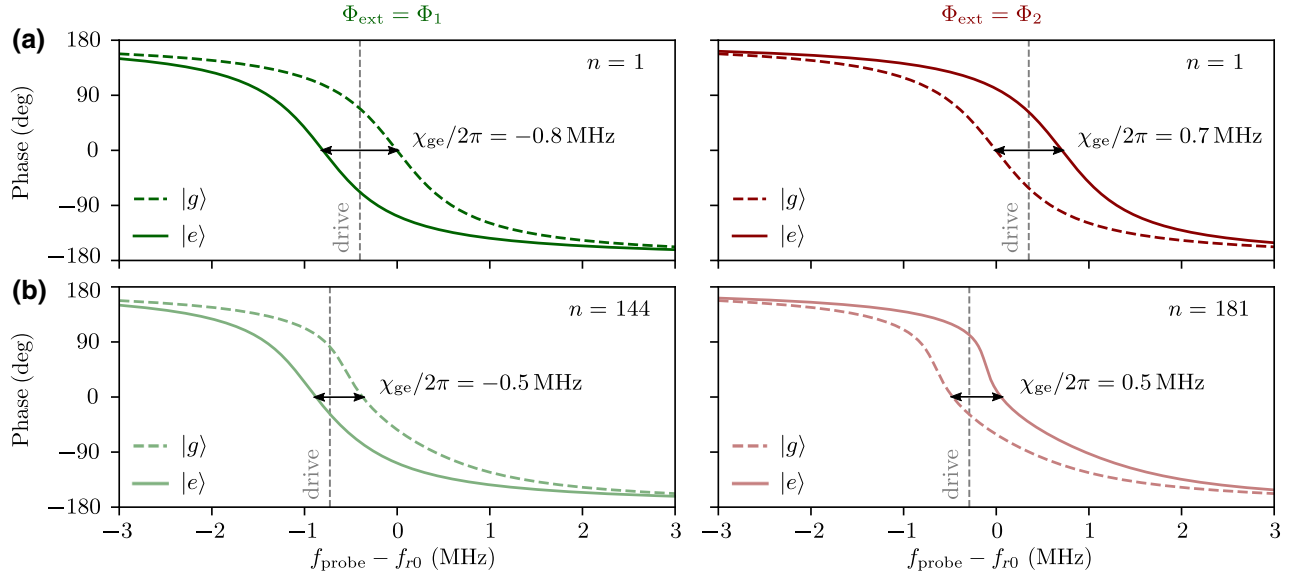 Φext = Φ1
Φext = Φ2
(a)
180
90
0
−90
−180
Phase (deg)
n = 1
χge/2π = −0.8 MHz
|g⟩
|e⟩
drive
n = 1
χge/2π = 0.7 MHz
|g⟩
|e⟩
drive
(b)
180
90
0
−90
−180
Phase (deg)
n = 144
χge/2π = −0.5 MHz
|g⟩
|e⟩
drive
−3 −2 −1 0 1 2 3
fprobe − fr0 (MHz)
n = 181
χge/2π = 0.5 MHz
|g⟩
|e⟩
drive
−3 −2 −1 0 1 2 3
fprobe − fr0 (MHz)